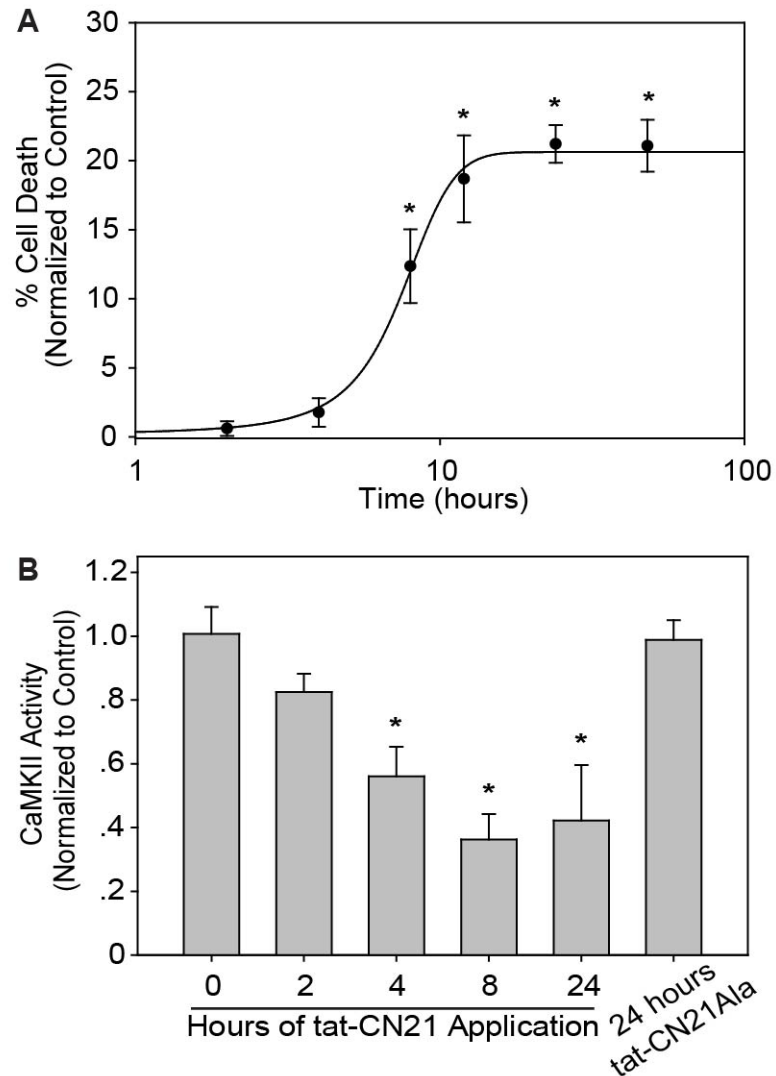 A
% Cell Death
(Normalized to Control)
30
25
20
15
10
5
0
*
*
*
*
1
10
100
Time (hours)
B
CaMKII Activity
(Normalized to Control)
1.2
1.0
.8
.6
.4
.2
0
*
*
*
0
2
4
8
24
Hours of tat-CN21 Application
24 hours
tat-CN21Ala